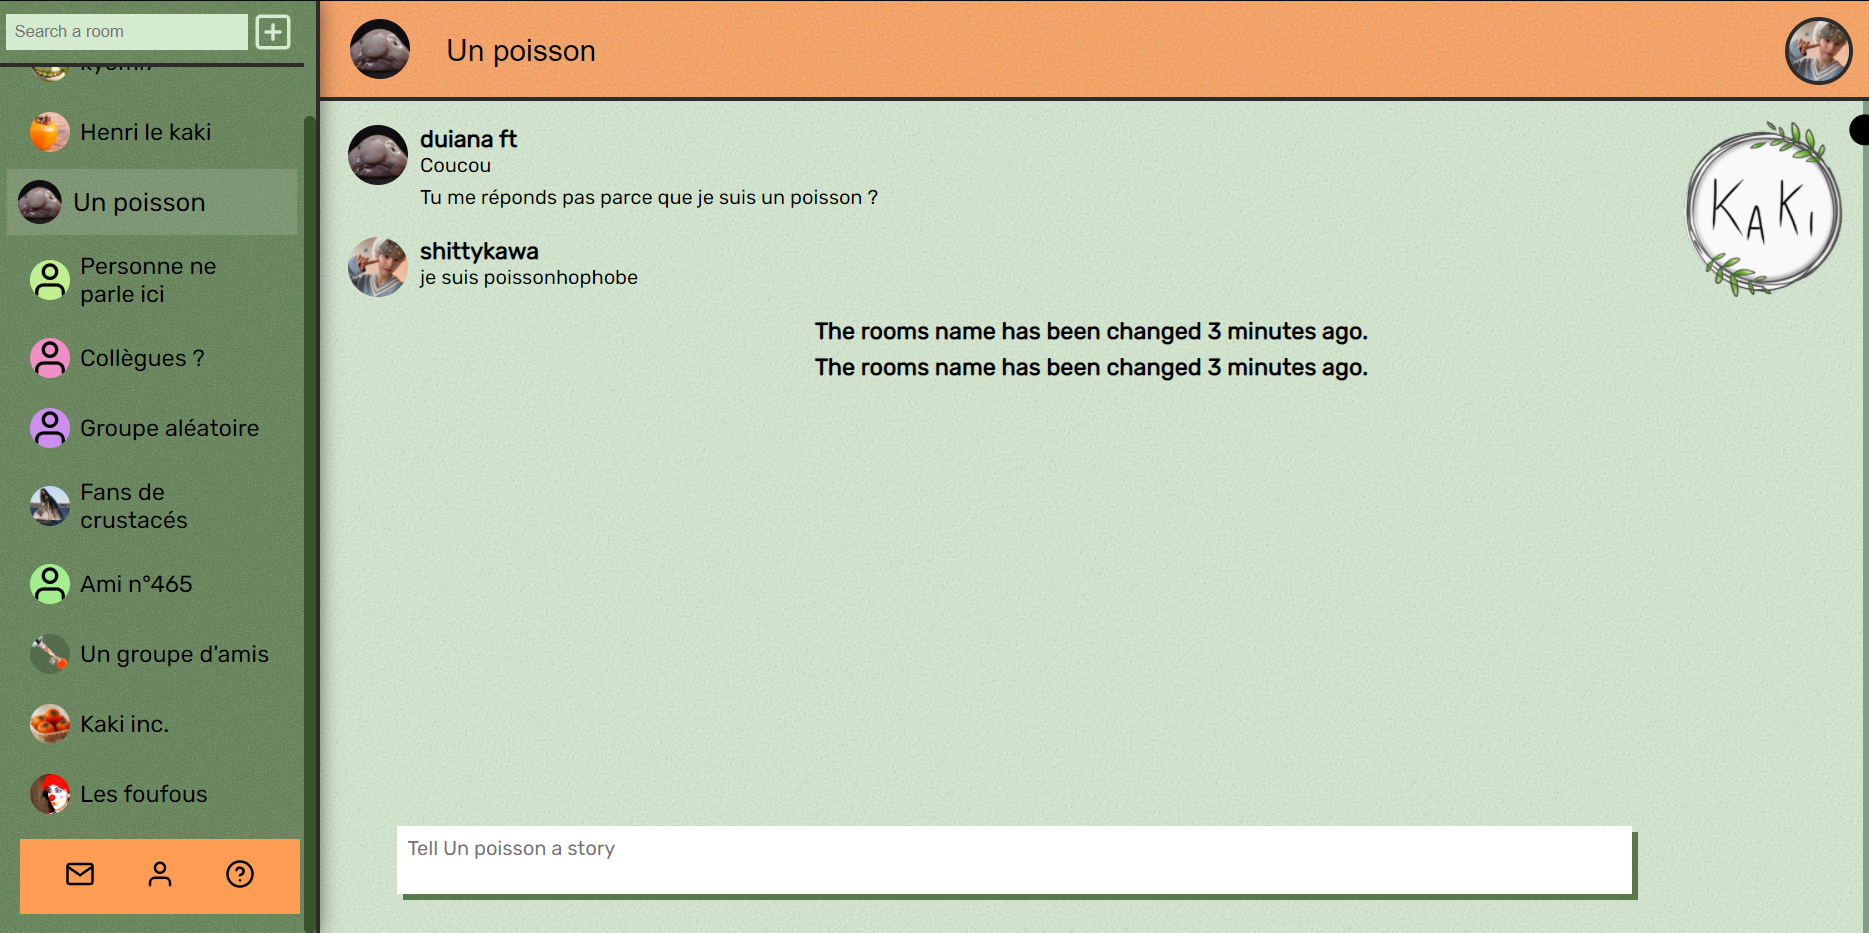 Search a room
Henri le kaki
Un poisson
Personne ne
parle ici
Collègues ?
Groupe aléatoire
Fans de
crustacés
Ami n°465
Un groupe d'amis
Kaki inc.
Les foufous
Un poisson
duiana ft
Coucou
Tu me réponds pas parce que je suis un poisson ?
shittykawa
je suis poissonhophobe
The rooms name has been changed 3 minutes ago.
The rooms name has been changed 3 minutes ago.
KAKI
Tell Un poisson a story